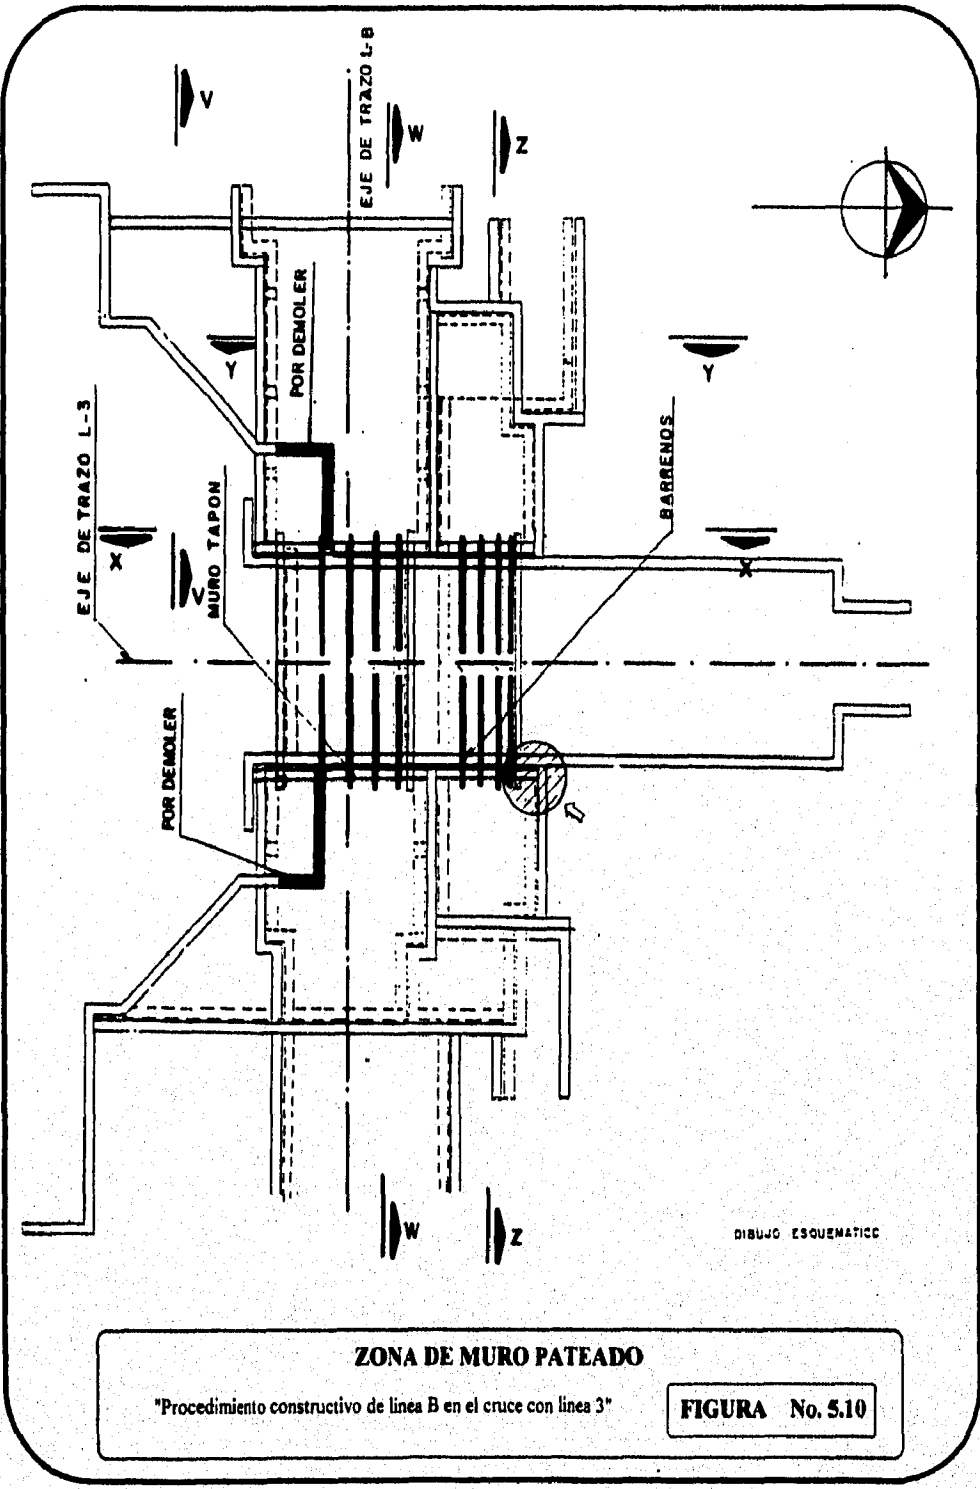 V
EJE DE TRAZO L-B
W
Z
POR DEMOLER
Y
Y
EJE DE TRAZO L-3
MURO TAPON
BARRENOS
X
V
X
POR DEMOLER
W
Z
DIBUJO ESQUEMATICO
ZONA DE MURO PATEADO
"Procedimiento constructivo de linea B en el cruce con linea 3"
FIGURA No. 5.10